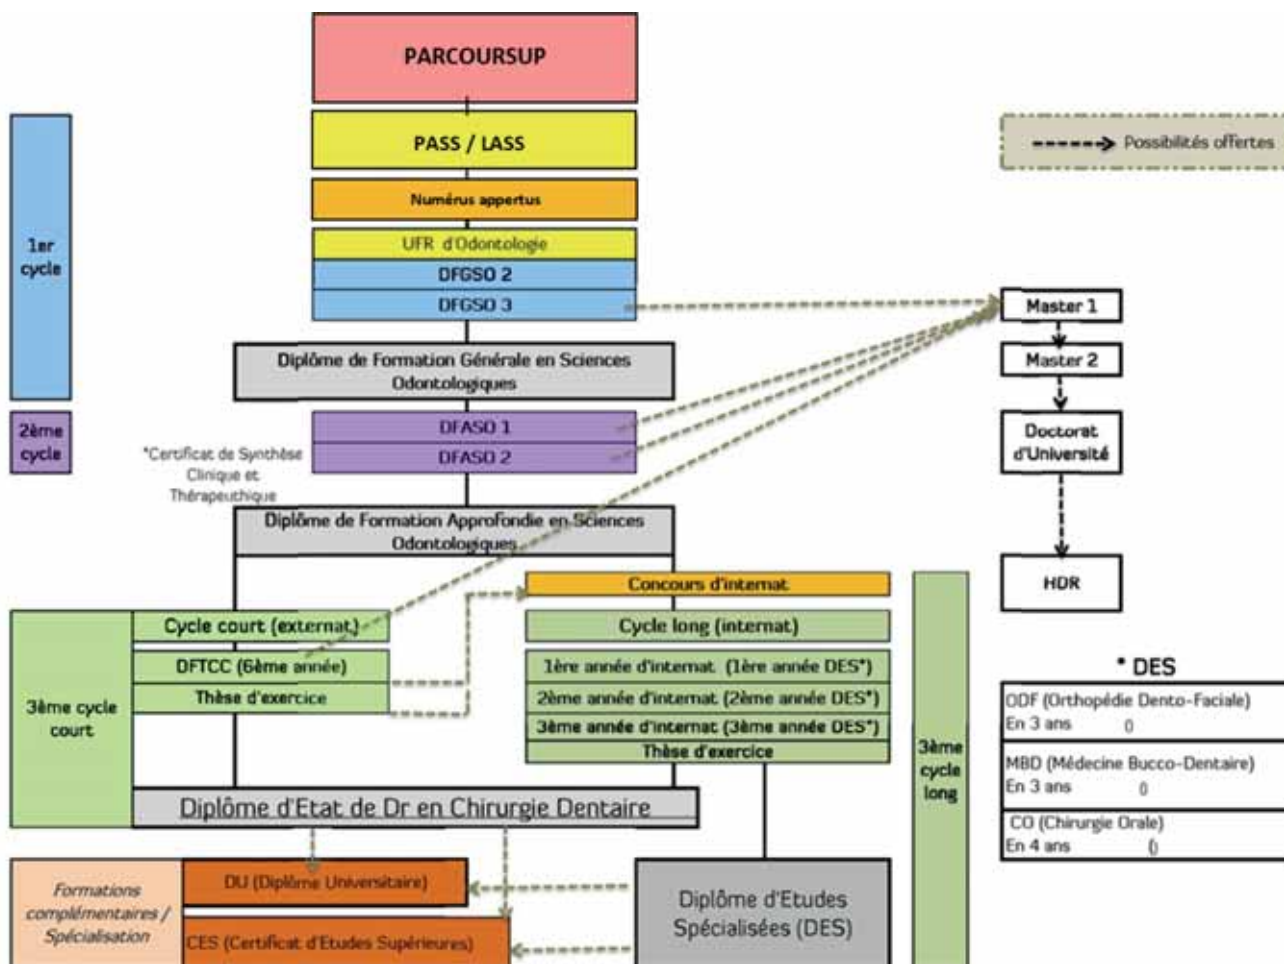 PARCOURSUP
PASS / LASS
Numérus appertus
UFR d'Odontologie
DFGSO 2
DFGSO 3
1er
cycle
Possibilités offertes
Master 1
Master 2
Doctorat
d'Université
HDR
Diplôme de Formation Générale en Sciences
Odontologiques
2ème
cycle
DFASO 1
DFASO 2
*Certificat de Synthèse
Clinique et
Thérapeuthique
Diplôme de Formation Approfondie en Sciences
Odontologiques
3ème cycle
court
Cycle court (externat)
DFTCC (6ème année)
Thèse d'exercice
Concours d'internat
Cycle long (internat)
1ère année d'internat (1ère année DES*)
2ème année d'internat (2ème année DES*)
3ème année d'internat (3ème année DES*)
Thèse d'exercice
3ème
cycle
long
* DES
ODF (Orthopédie Dento-Faciale)
En 3 ans ()
MBD (Médecine Bucco-Dentaire)
En 3 ans ()
CO (Chirurgie Orale)
En 4 ans ()
Diplôme d'Etat de Dr en Chirurgie Dentaire
Formations
complémentaires /
Spécialisation
DU (Diplôme Universitaire)
CES (Certificat d'Etudes Supérieures)
Diplôme d'Etudes
Spécialisées (DES)